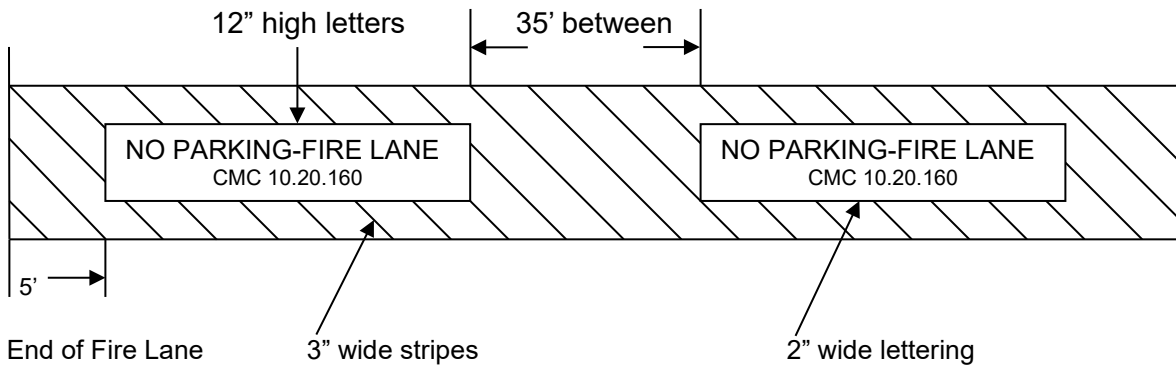 12” high letters
35’ between
NO PARKING-FIRE LANE
CMC 10.20.160
NO PARKING-FIRE LANE
CMC 10.20.160
5’
End of Fire Lane
3” wide stripes
2” wide lettering